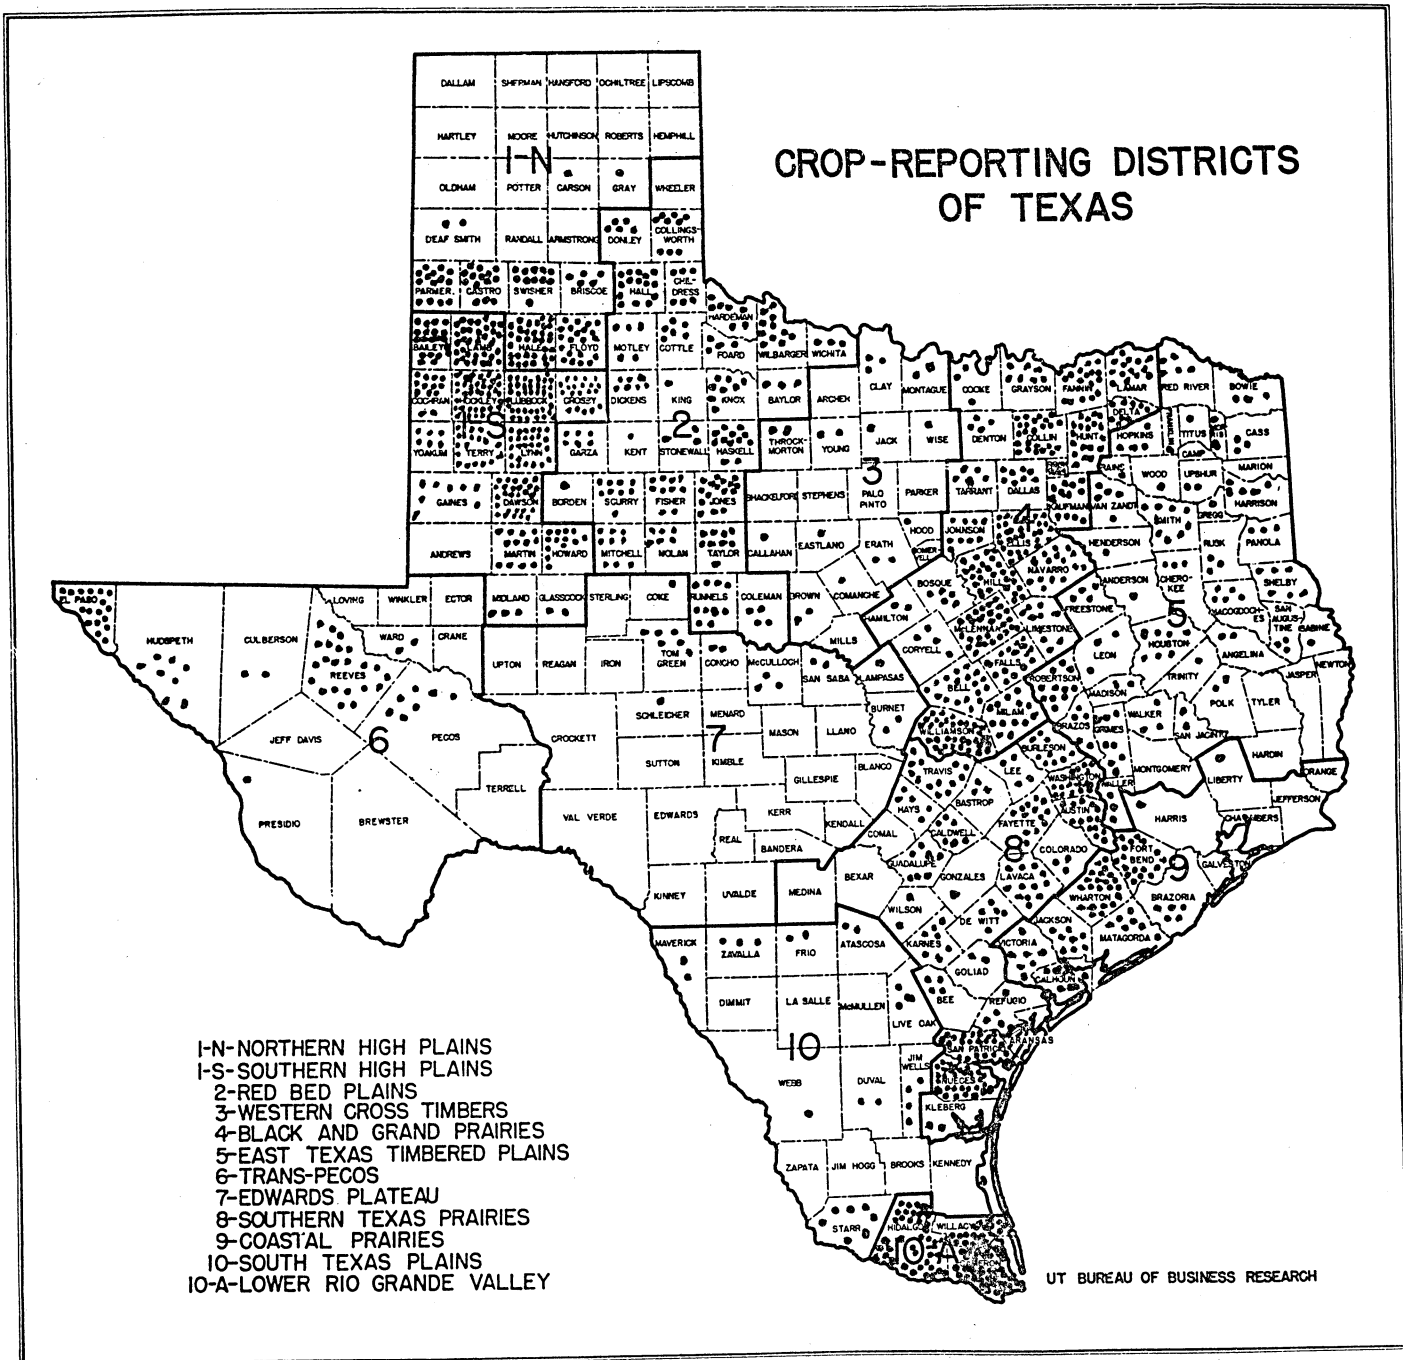 CROP-REPORTING DISTRICTS
OF TEXAS
DALLAM SHERMAN HANSFORD OCHILTREE LIPSCOMB
HARTLEY MOORE HUTCHINSON ROBERTS HEMPHILL
1-N
OLDHAM POTTER CARSON GRAY WHEELER
DEAF SMITH RANDALL ARMSTRONG DONLEY COLLINGS-
WORTH
PARMER CASTRO SWISHER BRISCOE HALL CHIL-
DRESS
HARDEMAN
BAILEY LAMB HALE FLOYD MOTLEY COTTLE FOARD WILBARGER WICHITA
CLAY MONTAGUE COOKE GRAYSON FANNIN LAMAR RED RIVER BOWIE
COCHRAN HOCKLEY LUBBOCK CROSBY DICKENS KING KNOX BAYLOR ARCHER
DELTA
1-S 2
YOAKUM TERRY LYNN GARZA KENT STONEWALL HASKELL THROCK-
MORTON YOUNG JACK WISE DENTON COLLIN HUNT HOPKINS FRANKLIN TITUS CASS
CAMP
3
RAINS WOOD UPSHUR MARION
GAINES DAWSON BORDEN SCURRY FISHER JONES SHACKELFORD STEPHENS PALO
PINTO PARKER TARRANT DALLAS KAUFMAN VAN ZANDT GREGG HARRISON
4
SMITH
ANDREWS MARTIN HOWARD MITCHELL NOLAN TAYLOR CALLAHAN EASTLAND ERATH HOOD JOHNSON ELLIS HENDERSON RUSK PANOLA
SOMER
VELL
BOSQUE HILL NAVARRO ANDERSON CHERO-
KEE SHELBY
EL PASO LOVING WINKLER ECTOR MIDLAND GLASSCOCK STERLING COKE RUNNELS COLEMAN BROWN COMANCHE
HAMILTON MCLENNAN LIMESTONE FREESTONE 5 NACOGDOCH-
ES SAN
AUGUS-
TINE SABINE
HUDSPETH CULBERSON WARD CRANE
MILLS CORYELL FALLS LEON HOUSTON ANGELINA
REEVES UPTON REAGAN IRON TOM
GREEN CONCHO McCULLOCH SAN SABA LAMPASAS BELL ROBERTSON TRINITY JASPER NEWTON
MADISON
SCHLEICHER MENARD BURNET MILAM WALKER POLK TYLER
JEFF DAVIS 6 PECOS CROCKETT 7 MASON LLANO WILLIAMSON BRAZOS GRIMES SAN JACINTO
BURLESON
SUTTON KIMBLE BLANCO HARDIN
GILLESPIE TRAVIS LEE WASHINGTON MONTGOMERY LIBERTY ORANGE
TERRELL WALLER
PRESIDIO BREWSTER VAL VERDE EDWARDS KERR HAYS BASTROP AUSTIN JEFFERSON
REAL KENDALL COMAL CALDWELL FAYETTE HARRIS CHAMBERS
BANDERA 8 COLORADO FORT
BEND
GUADALUPE 9 GALVESTON
KINNEY UVALDE MEDINA BEXAR GONZALES LAVACA WHARTON BRAZORIA
WILSON DE WITT JACKSON
MAVERICK ZAVALLA FRIO ATASCOSA KARNES VICTORIA MATAGORDA
GOLIAD CALHOUN
DIMMIT LA SALLE McMULLEN LIVE OAK BEE REFUGIO
10 SAN PATRICIO ARANSAS
WEBB DUVAL JIM
WELLS NUECES
KLEBERG
ZAPATA JIM HOGG BROOKS KENNEDY
STARR HIDALGO WILLACY
10-A
CAMERON
1-N-NORTHERN HIGH PLAINS
1-S-SOUTHERN HIGH PLAINS
2-RED BED PLAINS
3-WESTERN CROSS TIMBERS
4-BLACK AND GRAND PRAIRIES
5-EAST TEXAS TIMBERED PLAINS
6-TRANS-PECOS
7-EDWARDS PLATEAU
8-SOUTHERN TEXAS PRAIRIES
9-COASTAL PRAIRIES
10-SOUTH TEXAS PLAINS
10-A-LOWER RIO GRANDE VALLEY
UT BUREAU OF BUSINESS RESEARCH